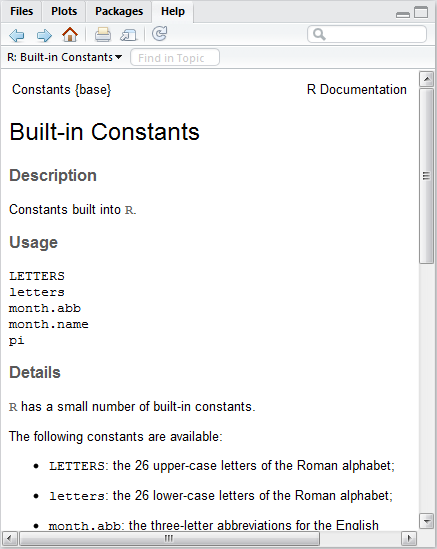 Files Plots Packages Help
R: Built-in Constants Find in Topic
Constants {base} R Documentation
Built-in Constants
Description
Constants built into R.
Usage
LETTERS
letters
month.abb
month.name
pi
Details
R has a small number of built-in constants.
The following constants are available:
• LETTERS: the 26 upper-case letters of the Roman alphabet;
• letters: the 26 lower-case letters of the Roman alphabet;
• month.abb: the three-letter abbreviations for the English